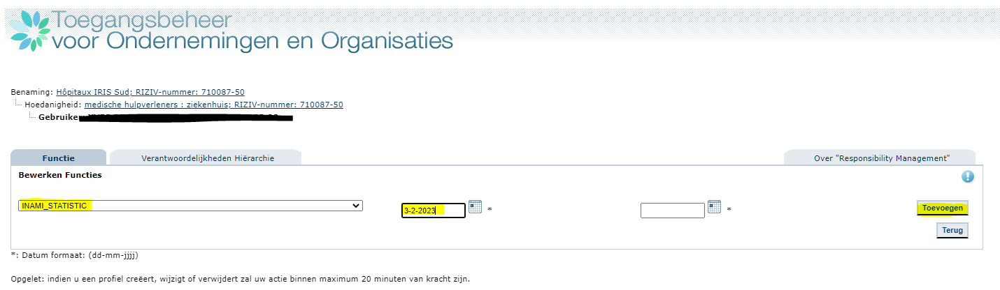 Toegangsbeheer
voor Ondernemingen en Organisaties
Benaming: Hôpitaux IRIS Sud; RIZIV-nummer: 710087-50
Hoedanigheid: medische hulpverleners : ziekenhuis; RIZIV-nummer: 710087-50
Functie Verantwoordelijkheden Hiërarchie Over "Responsibility Management"
Bewerken Functies
INAMI_STATISTIC 3-2-2023 * * Toevoegen
Terug
*: Datum formaat: (dd-mm-jjjj)
Opgelet: indien u een profiel creëert, wijzigt of verwijdert zal uw actie binnen maximum 20 minuten van kracht zijn.